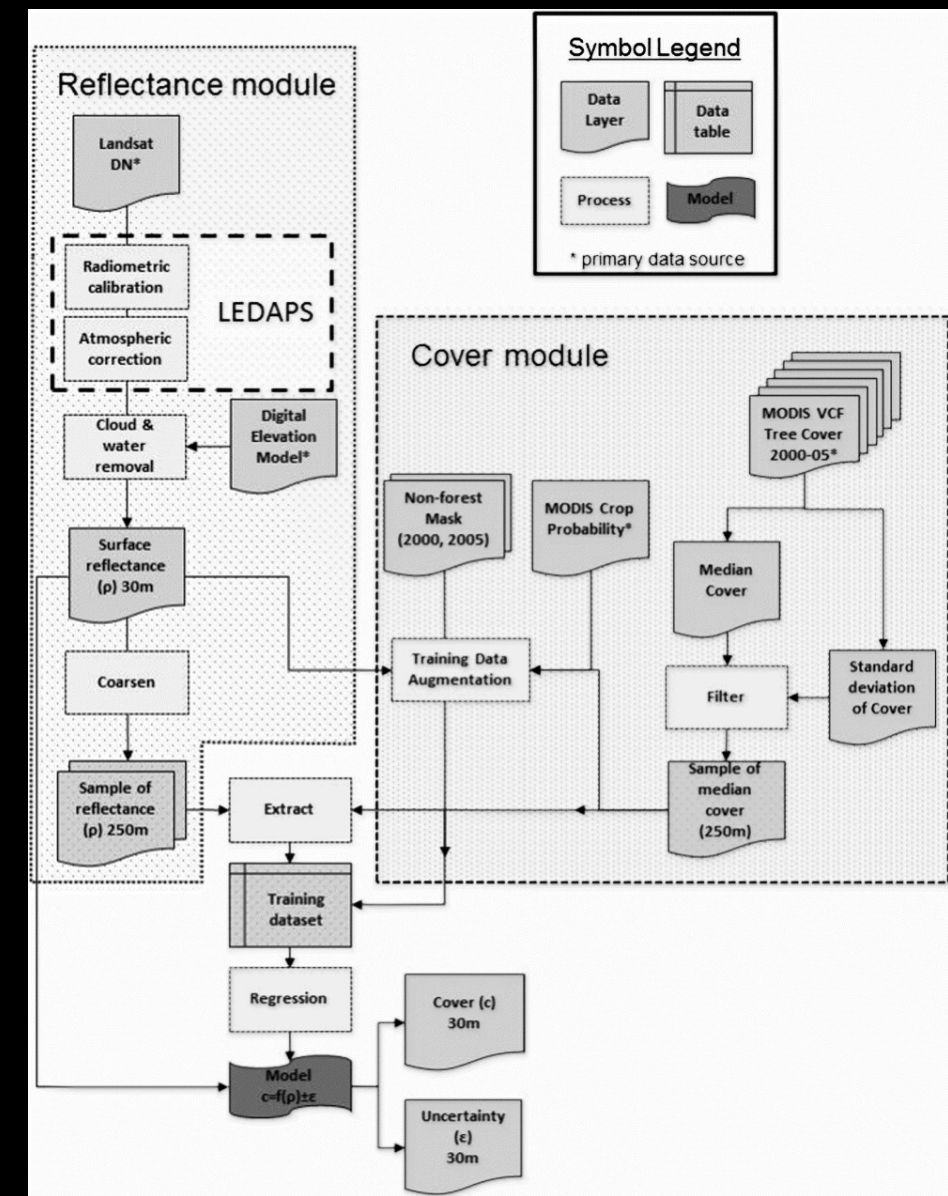 Symbol Legend
Data
Layer
Data
table
Process
Model
* primary data source
Reflectance module
Landsat
DN*
Radiometric
calibration
LEDAPS
Atmospheric
correction
Cloud &
water
removal
Digital
Elevation
Model*
Surface
reflectance
(ρ) 30m
Coarsen
Sample of
reflectance
(ρ) 250m
Cover module
MODIS VCF
Tree Cover
2000-05*
Non-forest
Mask
(2000, 2005)
MODIS Crop
Probability*
Median
Cover
Training Data
Augmentation
Filter
Standard
deviation
of Cover
Sample of
median
cover
(250m)
Extract
Training
dataset
Regression
Model
c=f(ρ)±ε
Cover (c)
30m
Uncertainty
(ε)
30m